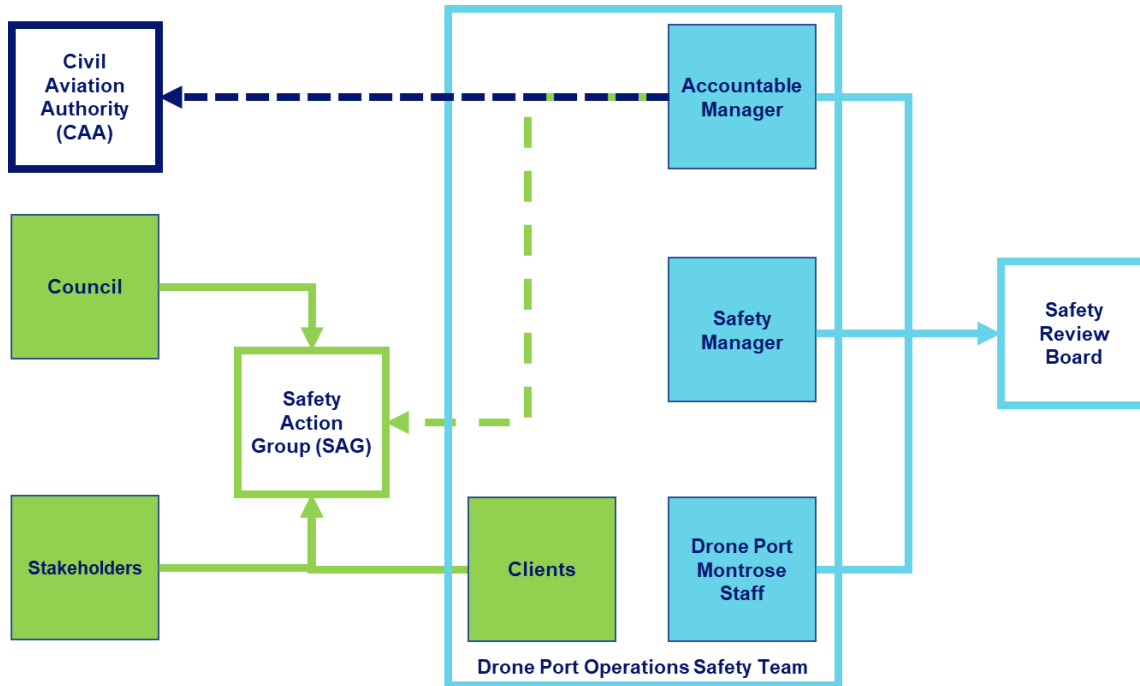 Civil
Aviation
Authority
(CAA)
Accountable
Manager
Council
Safety
Manager
Safety
Review
Board
Safety
Action
Group (SAG)
Stakeholders
Clients
Drone Port
Montrose
Staff
Drone Port Operations Safety Team